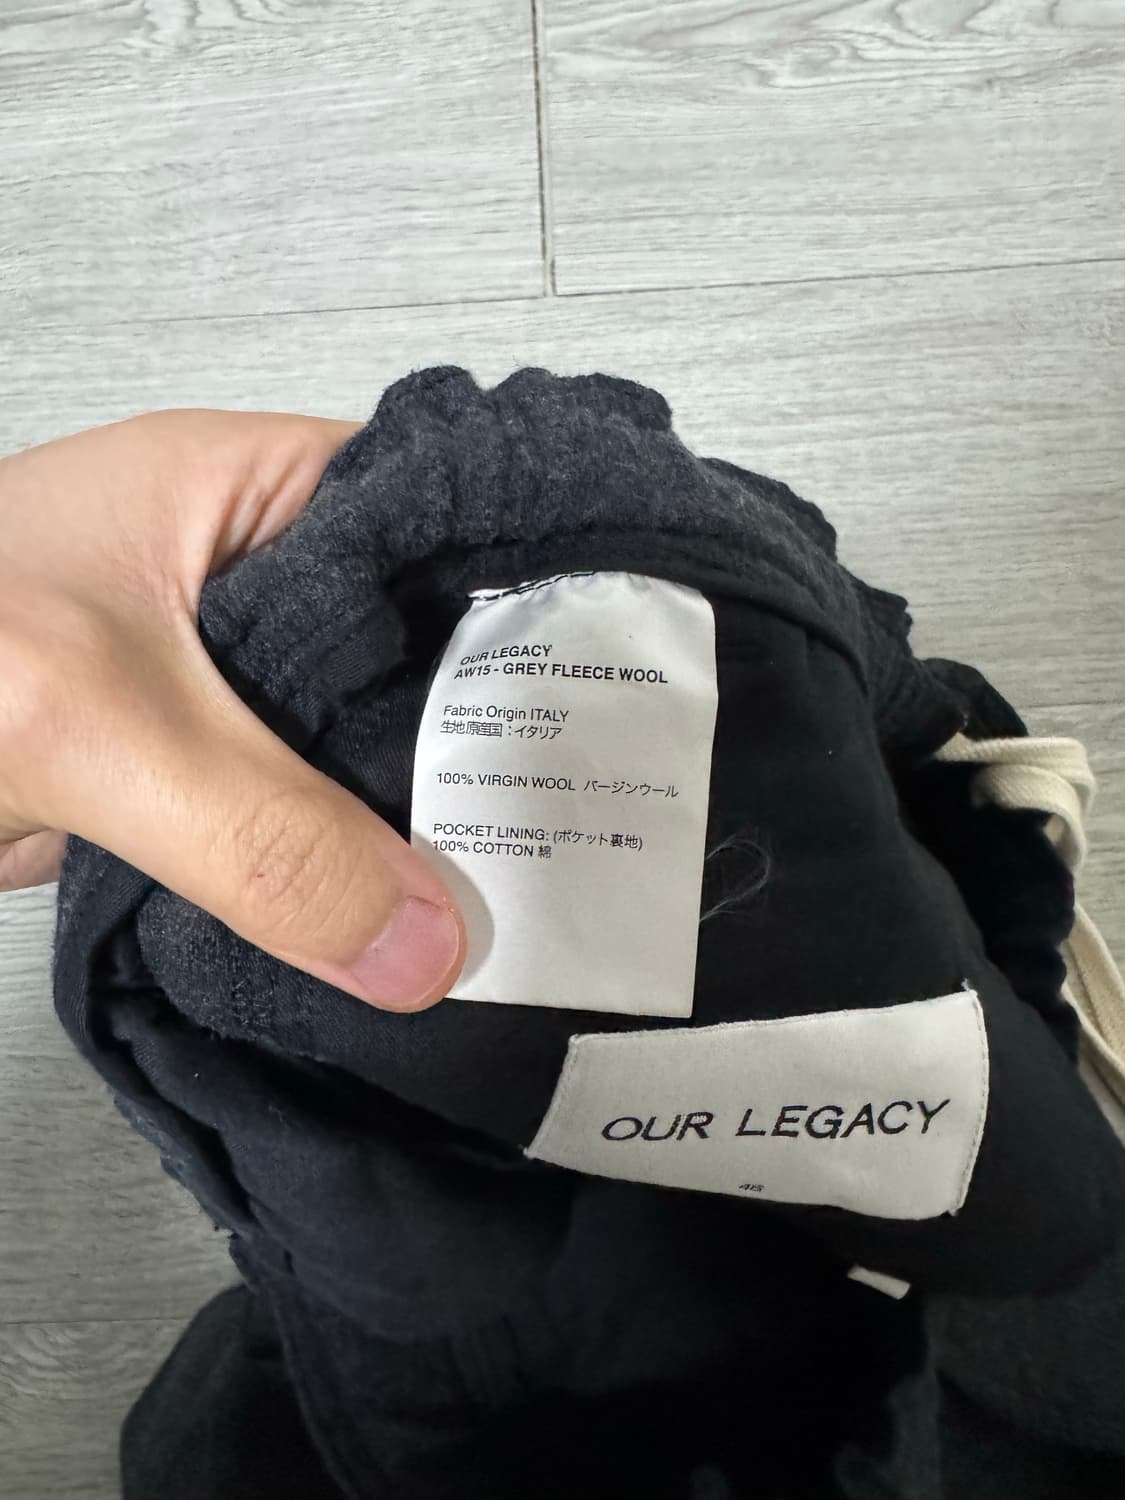 OUR LEGACY
AW15 - GREY FLEECE WOOL
Fabric Origin ITALY
生地原産国：イタリア
100% VIRGIN WOOL バージンウール
POCKET LINING: (ポケット裏地)
100% COTTON 綿
OUR LEGACY